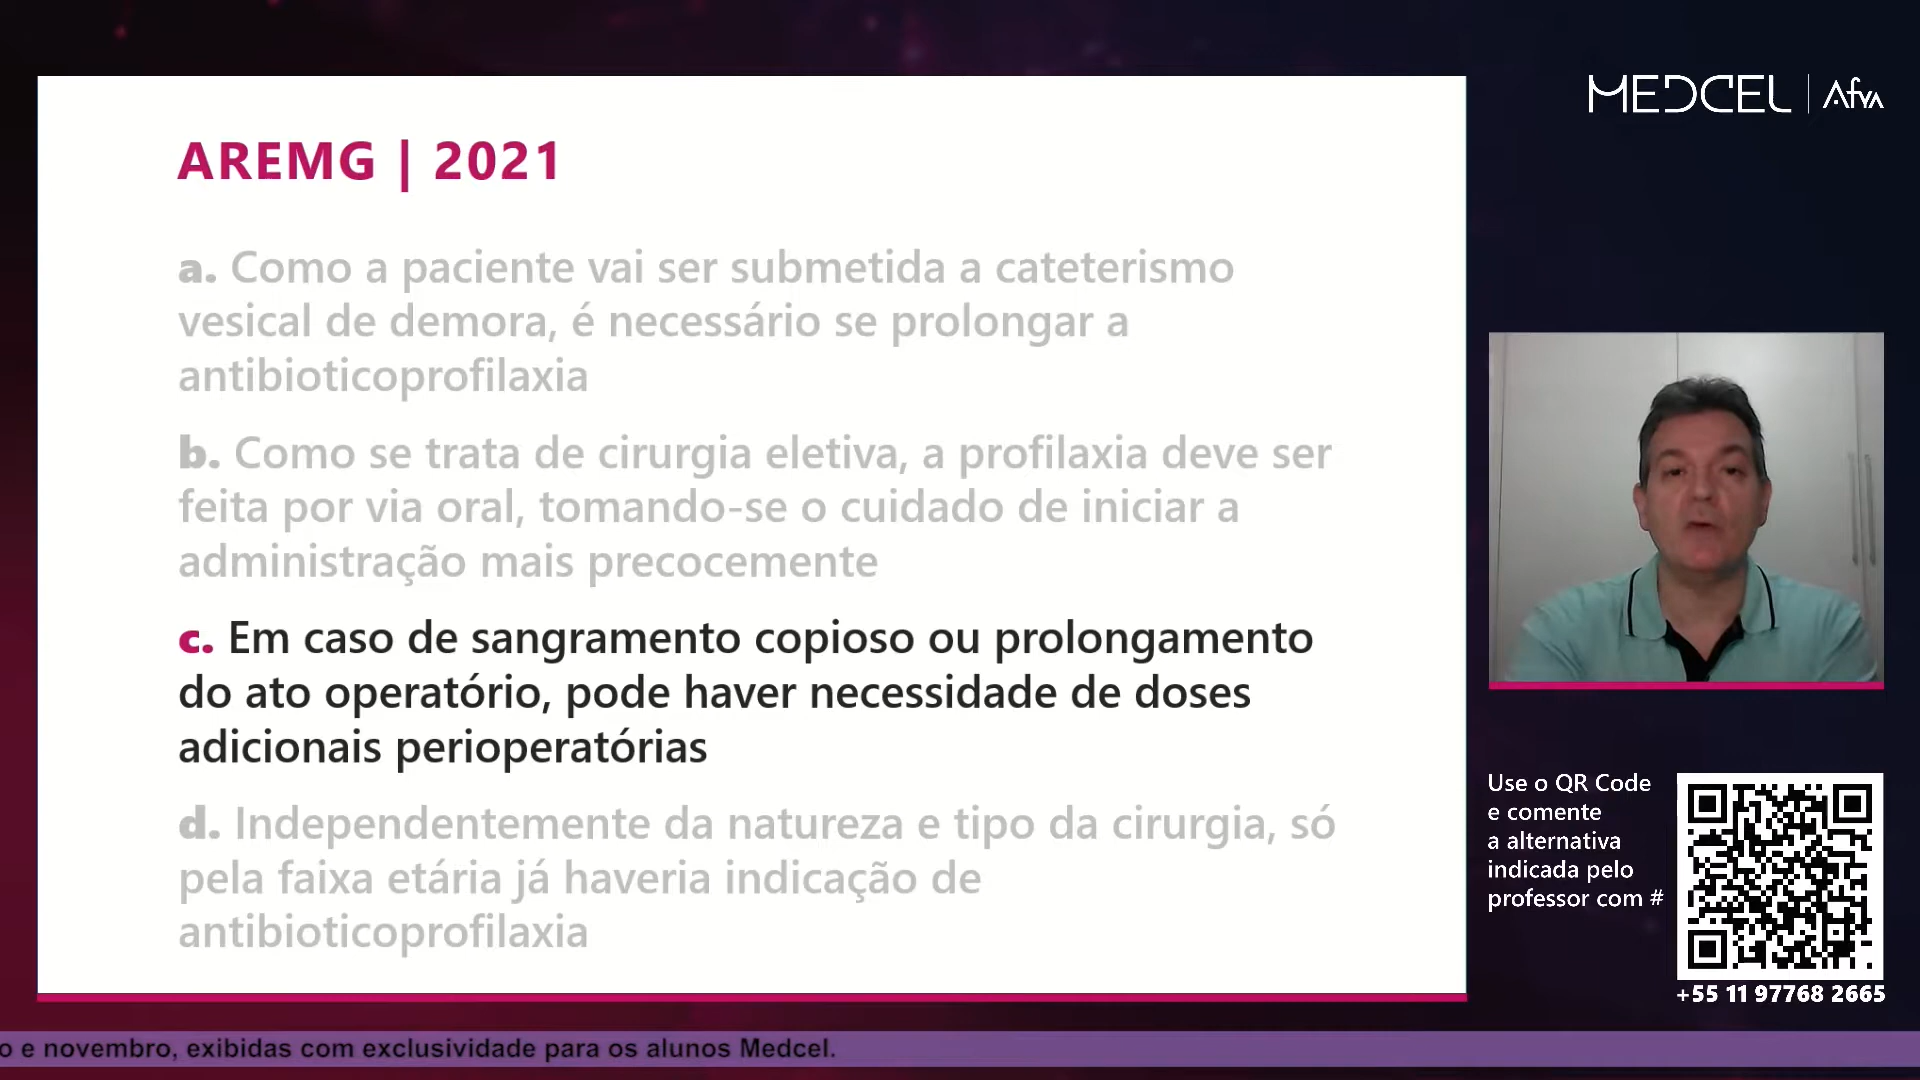 MEDCEL | Afya
AREMG | 2021
a. Como a paciente vai ser submetida a cateterismo
vesical de demora, é necessário se prolongar a
antibioticoprofilaxia
b. Como se trata de cirurgia eletiva, a profilaxia deve ser
feita por via oral, tomando-se o cuidado de iniciar a
administração mais precocemente
c. Em caso de sangramento copioso ou prolongamento
do ato operatório, pode haver necessidade de doses
adicionais perioperatórias
d. Independentemente da natureza e tipo da cirurgia, só
pela faixa etária já haveria indicação de
antibioticoprofilaxia
Use o QR Code
e comente
a alternativa
indicada pelo
professor com #
+55 11 97768 2665
o e novembro, exibidas com exclusividade para os alunos Medcel.